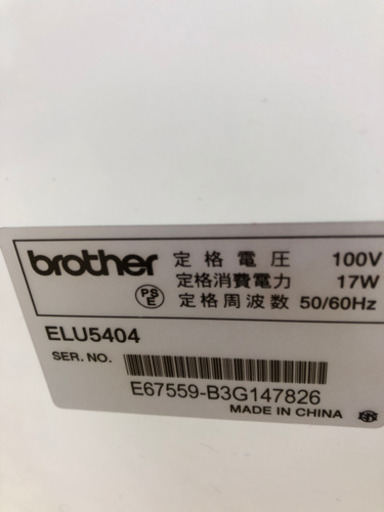 brother 定格電圧 100V
PSE 定格消費電力 17W
定格周波数 50/60Hz
ELU5404
SER. NO.
E67559-B3G147826
MADE IN CHINA